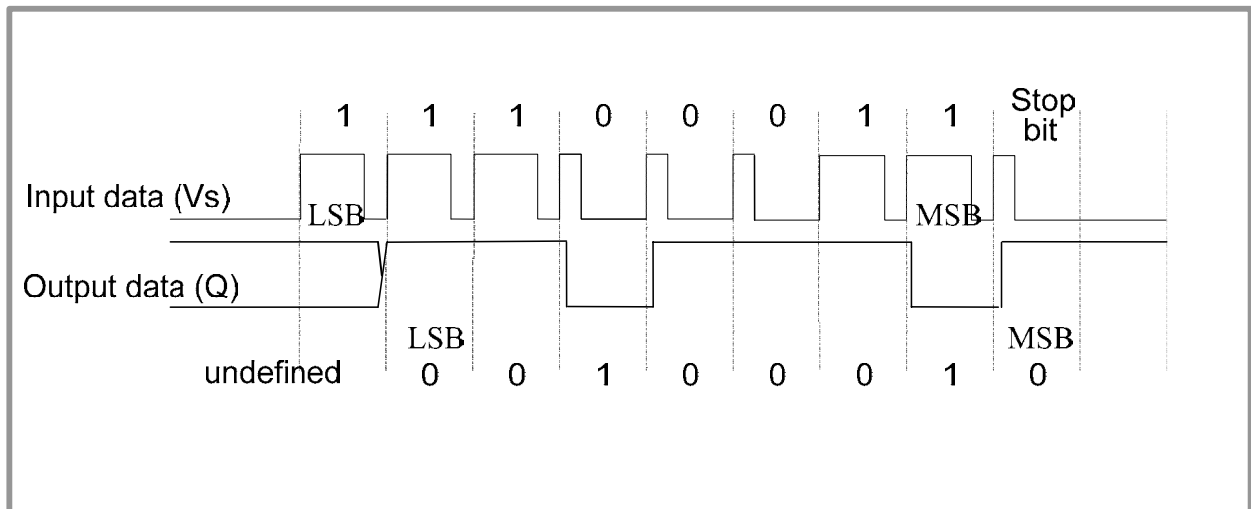 1 1 1 0 0 0 1 1 Stop bit
Input data (Vs)
LSB MSB
Output data (Q)
LSB MSB
undefined 0 0 1 0 0 0 1 0